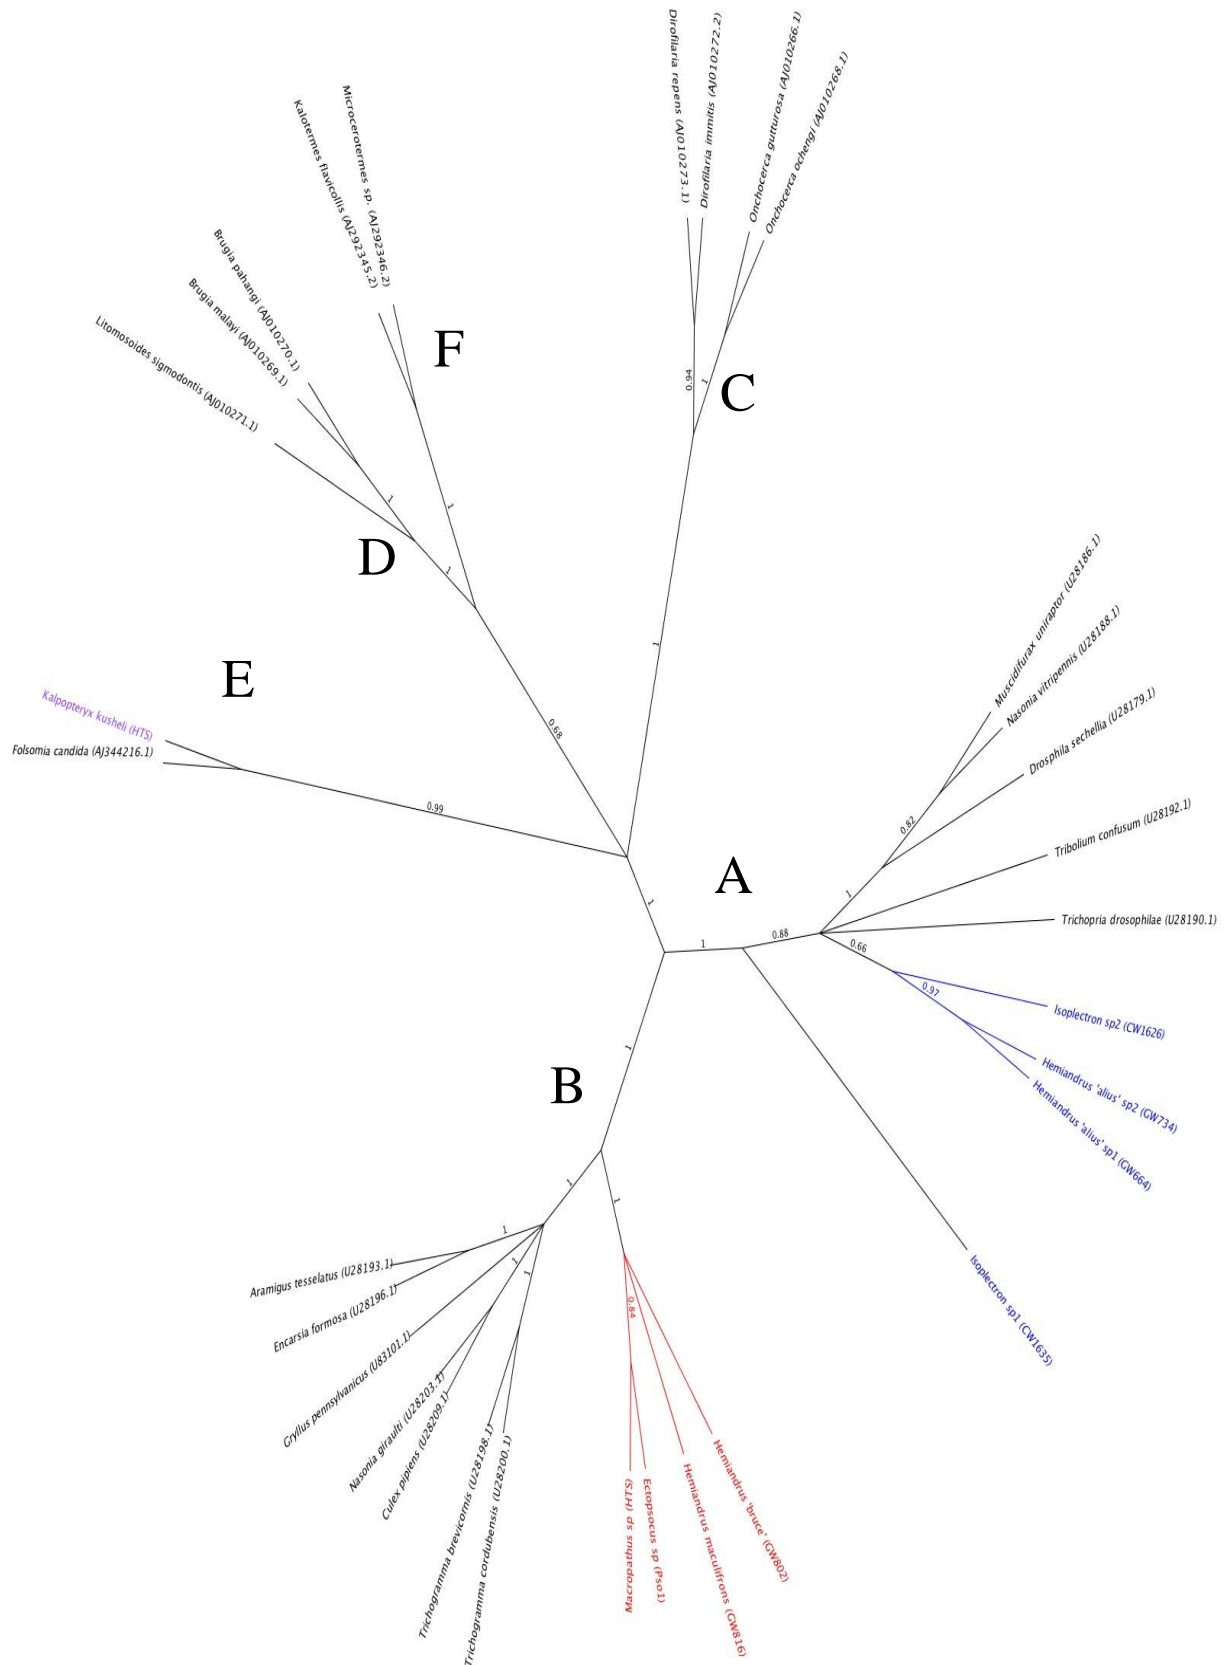 Dirofilaria repens (AJ010273.1)
Dirofilaria immitis (AJ010272.2)
Onchocerca gutturosa (AJ010266.1)
Onchocerca ochengi (AJ010268.1)
Microcerotermes sp. (AJ292346.2)
Kalotermes flavicollis (AJ292345.2)
Brugia pahangi (AJ010270.1)
Brugia malayi (AJ010269.1)
Litomosoides sigmodontis (AJ010271.1)
F
0.94
1
C
1
1
D
1
Muscidifurax uniraptor (U28186.1)
Nasonia vitripennis (U28188.1)
Drosphila sechellia (U28179.1)
E
1
Kalpopteryx kusheli (HTS)
Folsomia candida (AJ344216.1)
0.68
0.99
0.82
Tribolium confusum (U28192.1)
A
1
1
Trichopria drosophilae (U28190.1)
1
0.88
0.66
0.97
Isoplectron sp2 (CW1626)
Hemiandrus 'alius' sp2 (GW734)
Hemiandrus 'alius' sp1 (GW664)
1
B
1
1
Isoplectron sp1 (CW1635)
1
1
1
0.84
Aramigus tesselatus (U28193.1)
Encarsia formosa (U28196.1)
Gryllus pennsylvanicus (U83101.1)
Nasonia giraulti (U28203.1)
Culex pipiens (U28209.1)
Trichogramma brevicornis (U28198.1)
Trichogramma cordubensis (U28200.1)
Macropathus sp (HTS)
Ectopsocus sp (Pso1)
Hemiandrus maculifrons (GW816)
Hemiandrus 'bruce' (GW802)